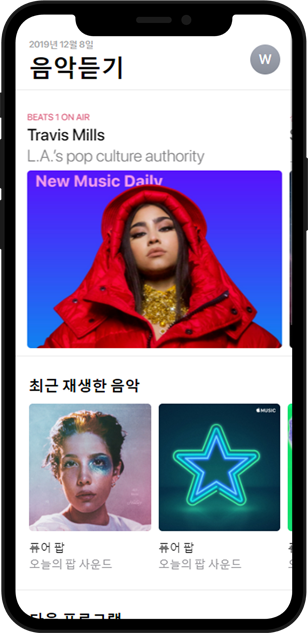 2019년 12월 8일
음악듣기
W
BEATS 1 ON AIR
Travis Mills
L.A.'s pop culture authority
New Music Daily
최근 재생한 음악
MUSIC
퓨어 팝
오늘의 팝 사운드
퓨어 팝
오늘의 팝 사운드